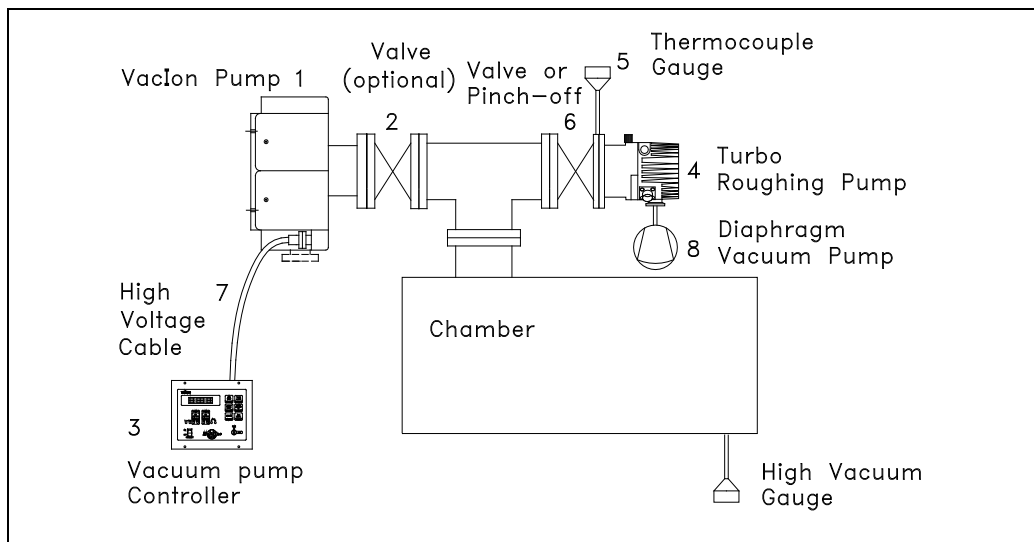 VacIon Pump 1
Valve
(optional)
2
Valve or
Pinch-off
6
5
Thermocouple
Gauge
4
Turbo
Roughing Pump
8
Diaphragm
Vacuum Pump
7
High
Voltage
Cable
Chamber
3
Vacuum pump
Controller
High Vacuum
Gauge